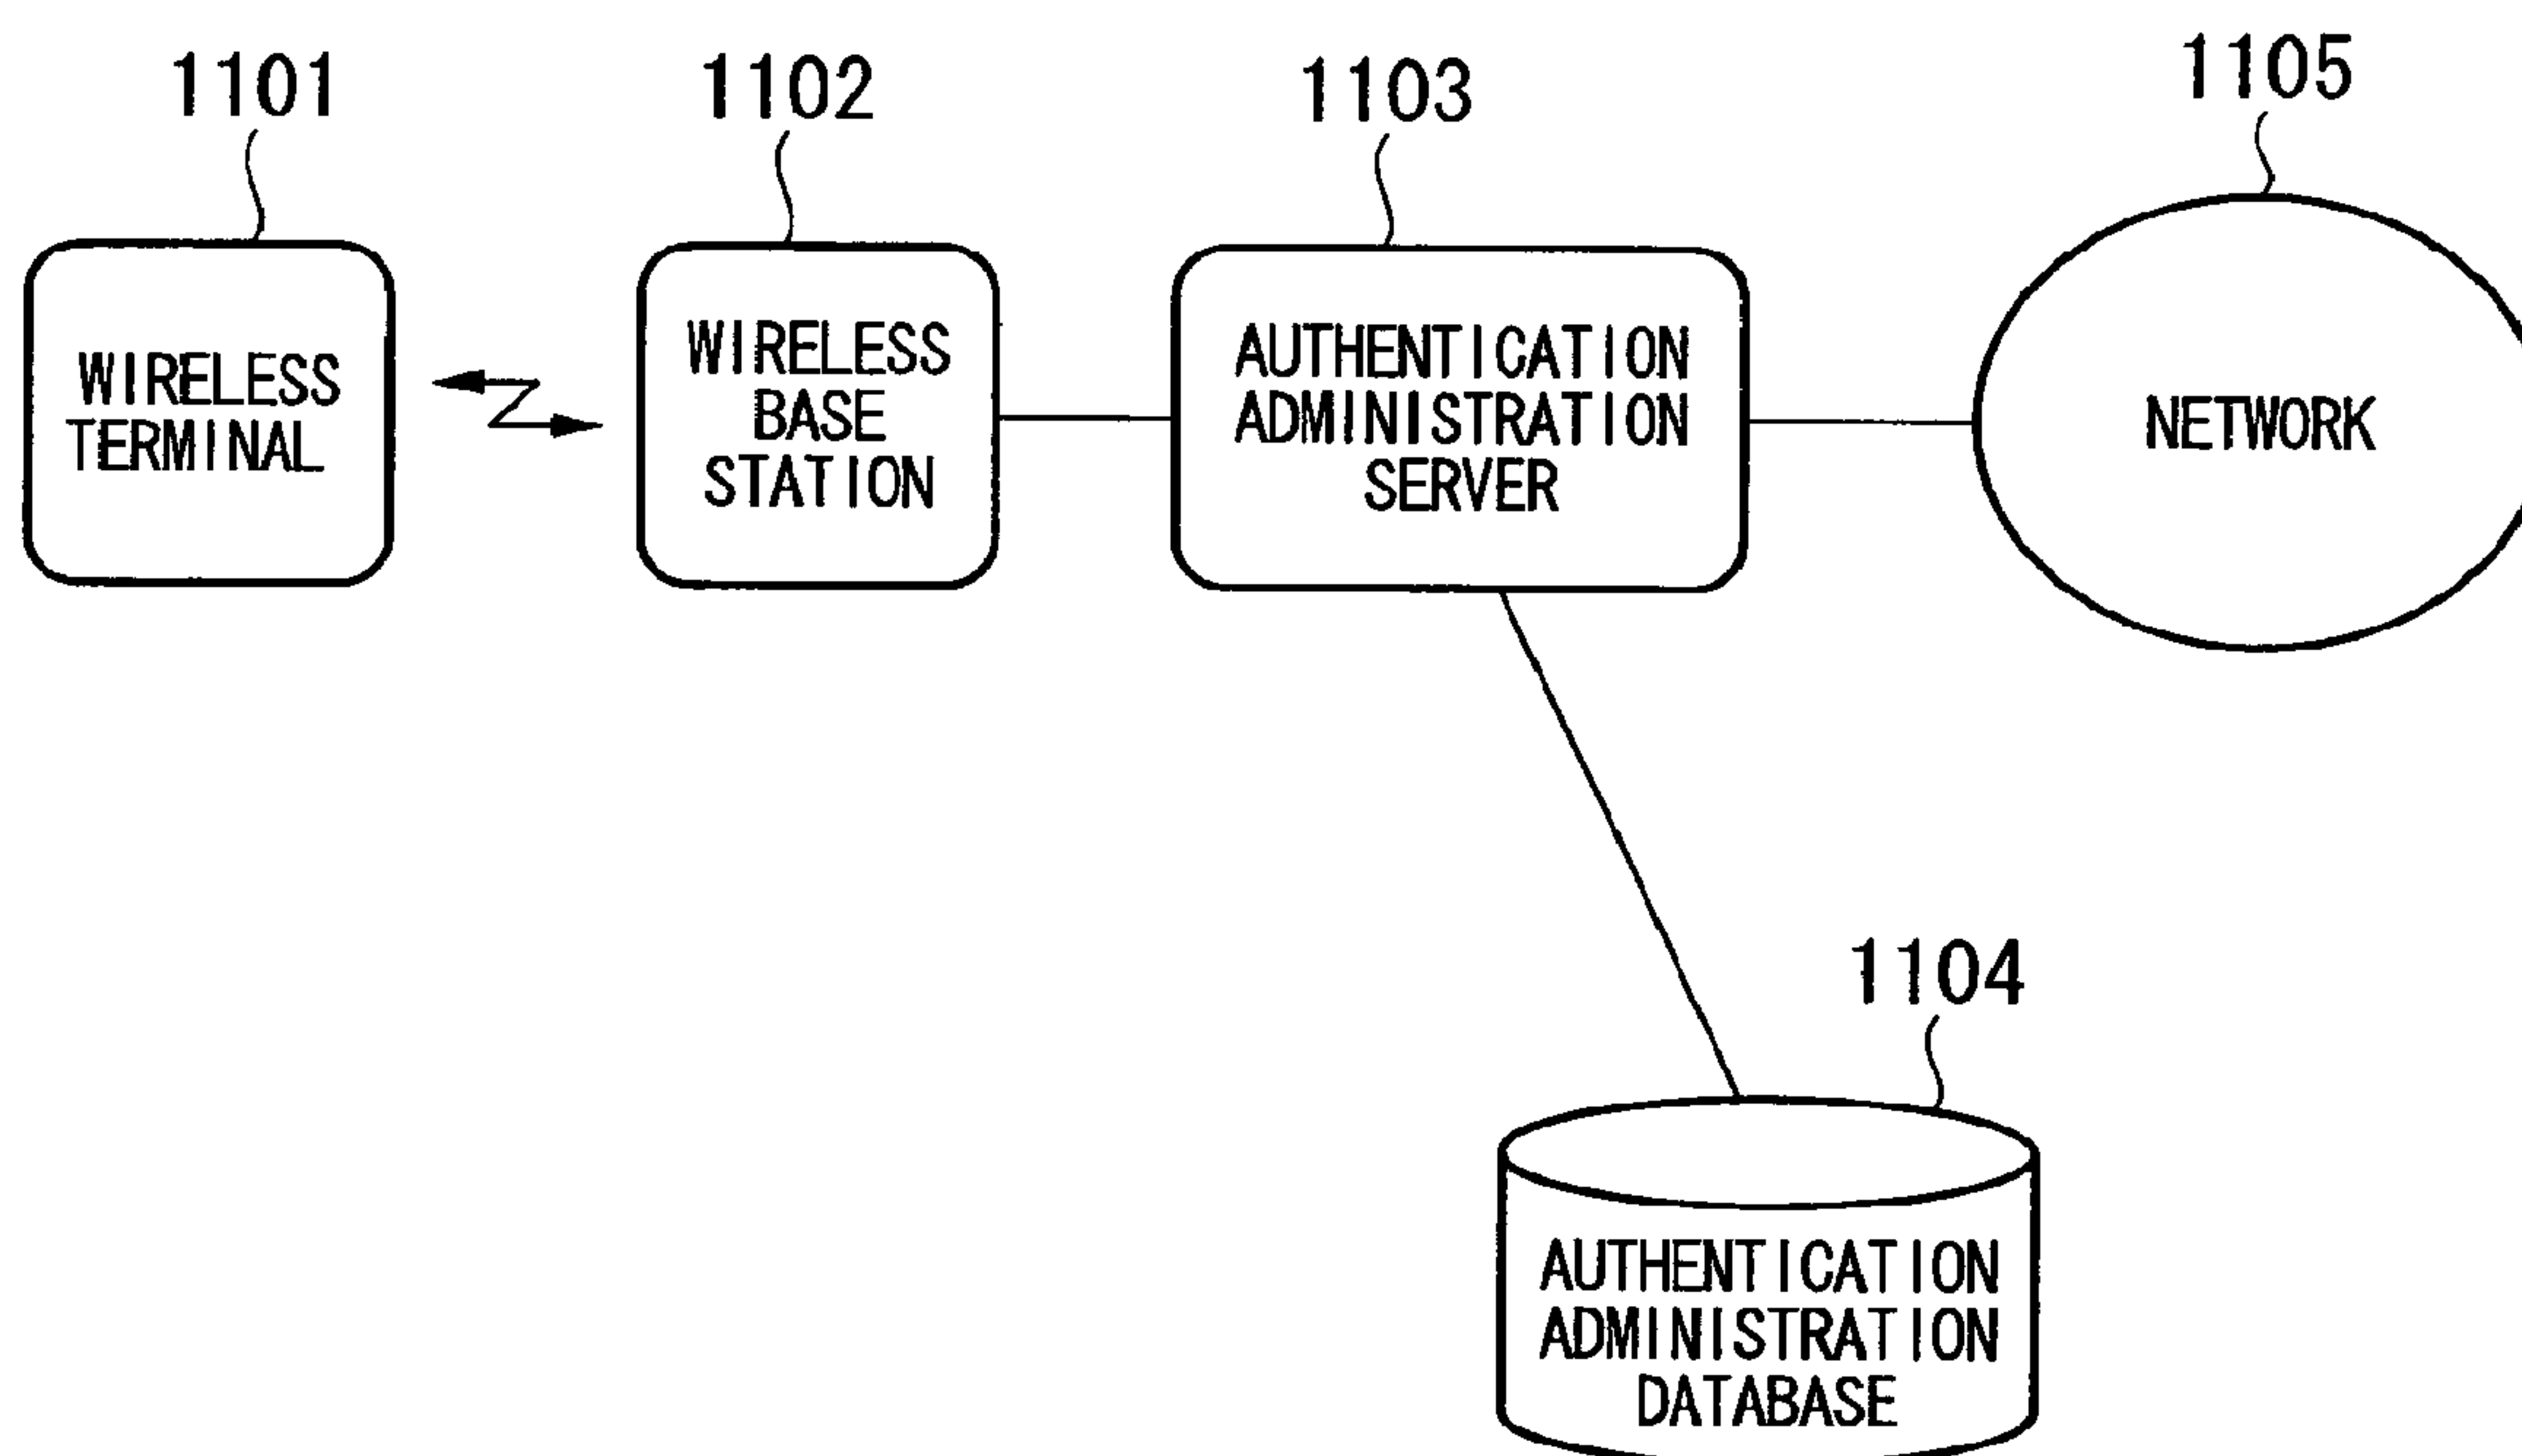 1101
1102
1103
1105
WIRELESS
TERMINAL
WIRELESS
BASE
STATION
AUTHENTICATION
ADMINISTRATION
SERVER
NETWORK
1104
AUTHENTICATION
ADMINISTRATION
DATABASE